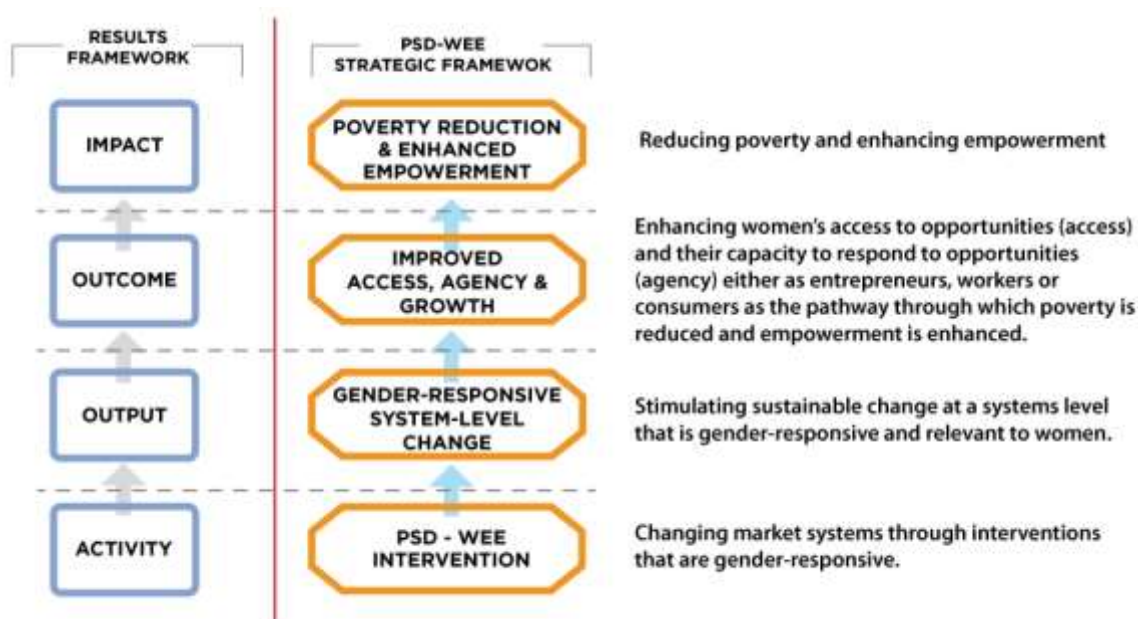 RESULTS
FRAMEWORK
PSD-WEE
STRATEGIC FRAMEWOK
IMPACT
POVERTY REDUCTION
& ENHANCED
EMPOWERMENT
Reducing poverty and enhancing empowerment
OUTCOME
IMPROVED
ACCESS, AGENCY &
GROWTH
Enhancing women's access to opportunities (access)
and their capacity to respond to opportunities
(agency) either as entrepreneurs, workers or
consumers as the pathway through which poverty is
reduced and empowerment is enhanced.
OUTPUT
GENDER-RESPONSIVE
SYSTEM-LEVEL
CHANGE
Stimulating sustainable change at a systems level
that is gender-responsive and relevant to women.
ACTIVITY
PSD - WEE
INTERVENTION
Changing market systems through interventions
that are gender-responsive.